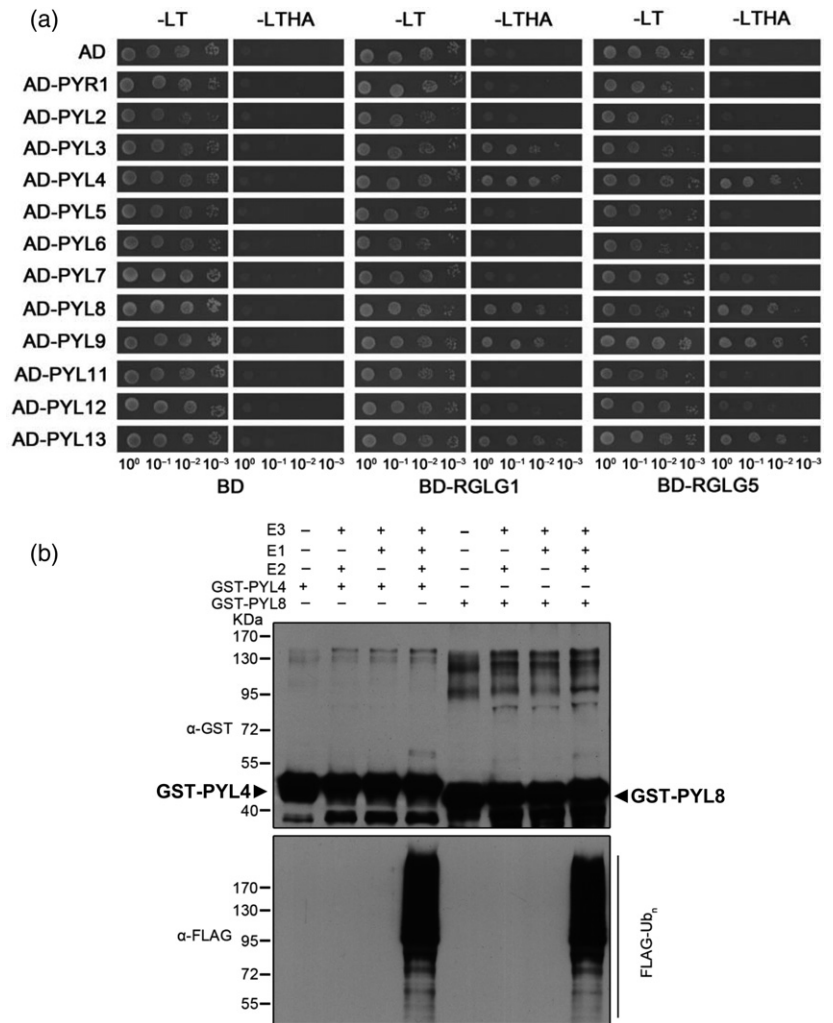 (a)
-LT -LTHA -LT -LTHA -LT -LTHA
AD
AD-PYR1
AD-PYL2
AD-PYL3
AD-PYL4
AD-PYL5
AD-PYL6
AD-PYL7
AD-PYL8
AD-PYL9
AD-PYL11
AD-PYL12
AD-PYL13
10⁰ 10⁻¹ 10⁻² 10⁻³ 10⁰ 10⁻¹ 10⁻² 10⁻³ 10⁰ 10⁻¹ 10⁻² 10⁻³ 10⁰ 10⁻¹ 10⁻² 10⁻³ 10⁰ 10⁻¹ 10⁻² 10⁻³ 10⁰ 10⁻¹ 10⁻² 10⁻³
BD BD-RGLG1 BD-RGLG5
(b)
E3 – + + + – + + +
E1 – – + + – – + +
E2 – + – + – + – +
GST-PYL4 + + + + – – – –
GST-PYL8 – – – – + + + +
KDa
170
130
95
α-GST 72
55
GST-PYL4 ◄GST-PYL8
40
170
130
α-FLAG 95
72
55
FLAG-Ubₙ